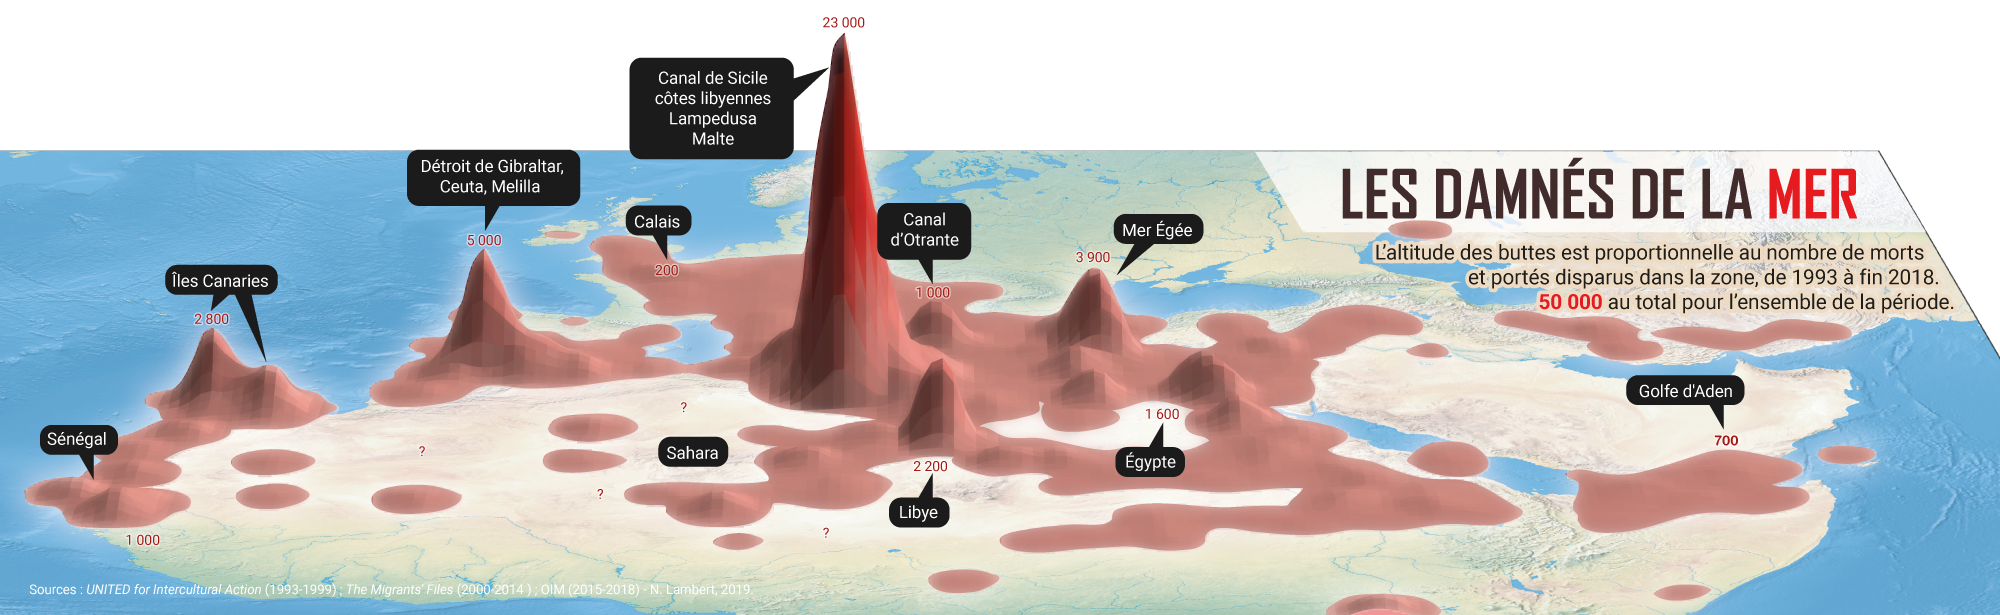 23 000
Canal de Sicile
côtes libyennes
Lampedusa
Malte
Détroit de Gibraltar,
Ceuta, Melilla
5 000
Calais
200
Canal
d'Otrante
1 000
Mer Égée
3 900
LES DAMNÉS DE LA MER
L'altitude des buttes est proportionnelle au nombre de morts
et portés disparus dans la zone, de 1993 à fin 2018.
50 000 au total pour l'ensemble de la période.
Îles Canaries
2 800
Golfe d'Aden
700
Sénégal
1 000
?
?
Sahara
?
?
1 600
Égypte
2 200
Libye
Sources : UNITED for Intercultural Action (1993-1999) ; The Migrants' Files (2000-2014 ) ; OIM (2015-2018) - N. Lambert, 2019.